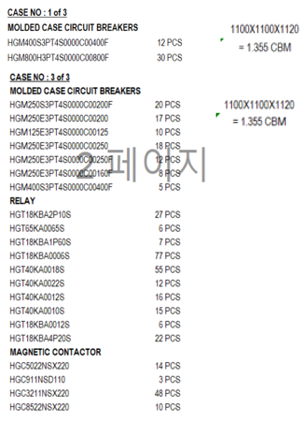 CASE NO : 1 of 3
MOLDED CASE CIRCUIT BREAKERS
HGM400S3PT4S0000C00400F 12 PCS
HGM800H3PT4S0000C00800F 30 PCS
1100X1100X1120
= 1.355 CBM
CASE NO : 3 of 3
MOLDED CASE CIRCUIT BREAKERS
HGM250S3PT4S0000C00200F 20 PCS
HGM250E3PT4S0000C00200 17 PCS
HGM125E3PT4S0000C00125 10 PCS
HGM250E3PT4S0000C00250 18 PCS
HGM250E3PT4S0000C00250F 12 PCS
HGM250E3PT4S0000C00160F 8 PCS
HGM400S3PT4S0000C00400F 5 PCS
1100X1100X1120
= 1.355 CBM
2 페이지
RELAY
HGT18KBA2P10S 27 PCS
HGT65KA0065S 6 PCS
HGT18KBA1P60S 7 PCS
HGT18KBA0006S 77 PCS
HGT40KA0018S 55 PCS
HGT40KA0022S 12 PCS
HGT40KA0012S 16 PCS
HGT40KA0010S 15 PCS
HGT18KBA0012S 6 PCS
HGT18KBA4P20S 22 PCS
MAGNETIC CONTACTOR
HGC5022NSX220 14 PCS
HGC911NSD110 3 PCS
HGC3211NSX220 48 PCS
HGC8522NSX220 10 PCS